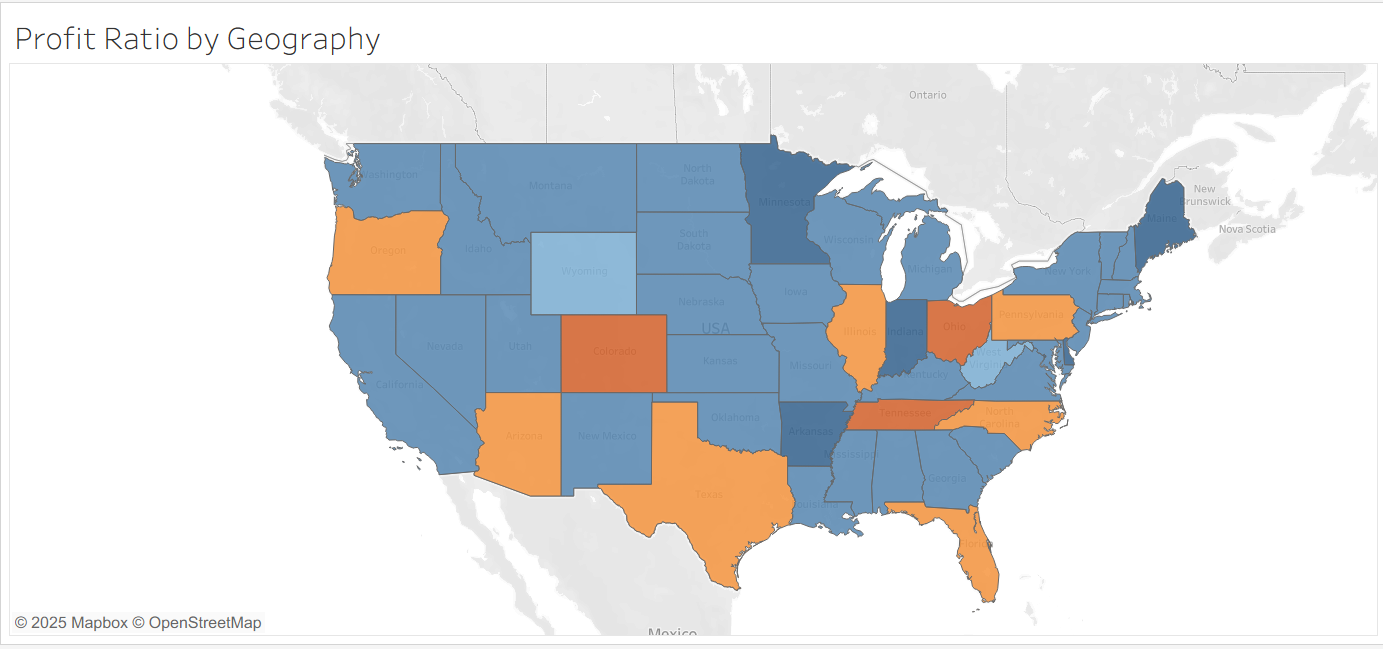 Profit Ratio by Geography
Ontario
Washington
Montana
North
Dakota
Minnesota
Maine
New
Brunswick
Nova Scotia
Oregon
Idaho
South
Dakota
Wisconsin
Wyoming
Michigan
New York
Iowa
Nebraska
USA
Pennsylvania
Illinois
Indiana
Ohio
Nevada
Utah
Colorado
Kansas
Missouri
West
Virginia
California
Kentucky
Arizona
New Mexico
Oklahoma
Arkansas
Tennessee
North
Carolina
Mississippi
Georgia
Texas
Louisiana
Florida
© 2025 Mapbox © OpenStreetMap
Mexico